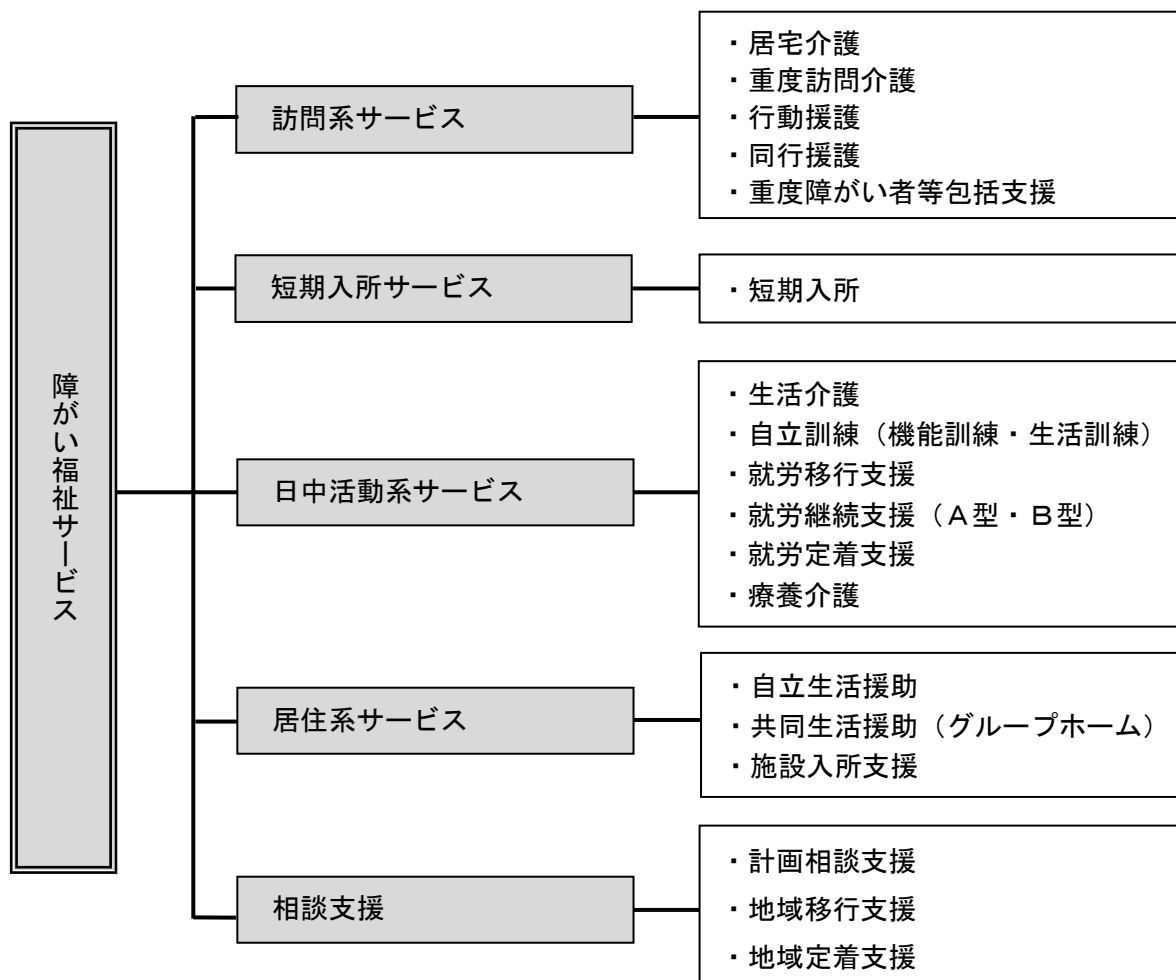 障がい福祉サービス
訪問系サービス
・居宅介護
・重度訪問介護
・行動援護
・同行援護
・重度障がい者等包括支援
短期入所サービス
・短期入所
日中活動系サービス
・生活介護
・自立訓練（機能訓練・生活訓練）
・就労移行支援
・就労継続支援（Ａ型・Ｂ型）
・就労定着支援
・療養介護
居住系サービス
・自立生活援助
・共同生活援助（グループホーム）
・施設入所支援
相談支援
・計画相談支援
・地域移行支援
・地域定着支援